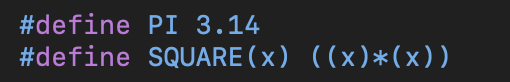 #define PI 3.14
#define SQUARE(x) ((x)*(x))